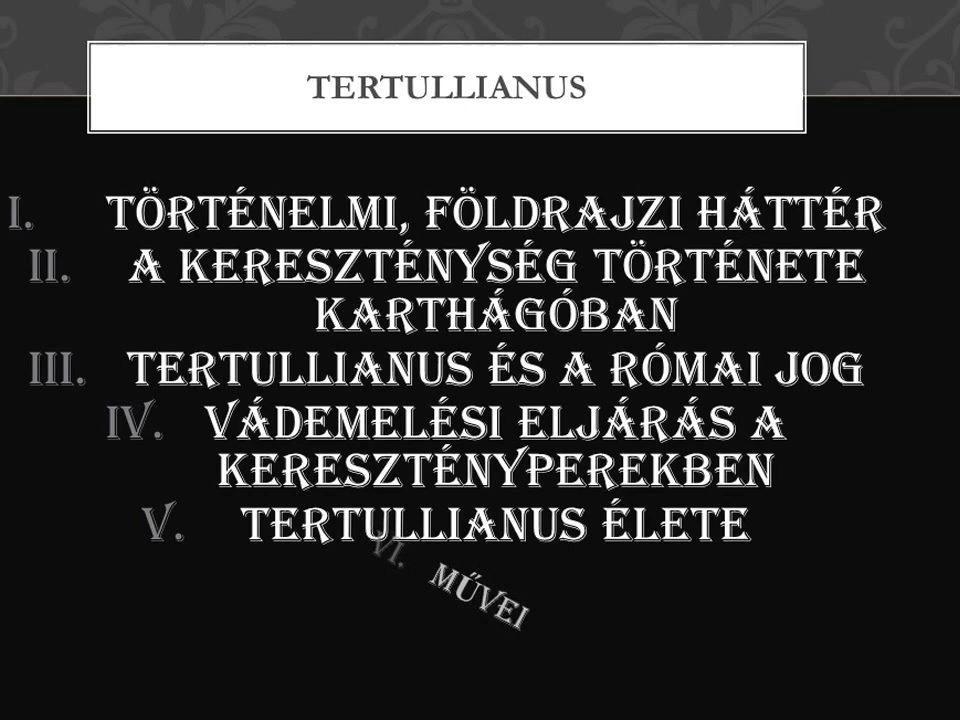 TERTULLIANUS
I. TÖRTÉNELMI, FÖLDRAJZI HÁTTÉR
II. A KERESZTÉNYSÉG TÖRTÉNETE
KARTHÁGÓBAN
III. TERTULLIANUS ÉS A RÓMAI JOG
IV. VÁDEMELÉSI ELJÁRÁS A
KERESZTÉNYPEREKBEN
V. TERTULLIANUS ÉLETE
VI. MŰVEI